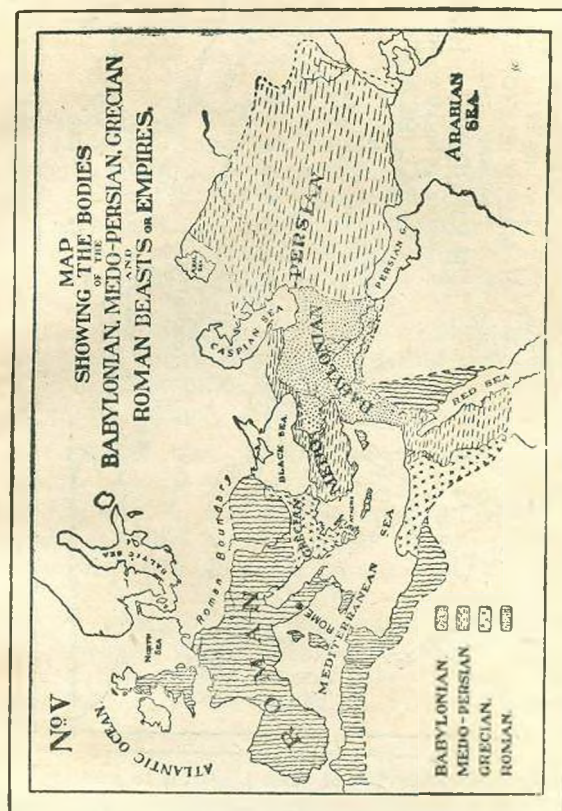 No V
MAP
SHOWING THE BODIES
OF THE
BABYLONIAN, MEDO-PERSIAN, GRECIAN
AND
ROMAN BEASTS OR EMPIRES.
ATLANTIC OCEAN
NORTH SEA
BALTIC SEA
Roman Boundary
ROMAN
ROME
GRECIAN
BLACK SEA
CASPIAN SEA
MEDO
PERSIAN
BABYLONIAN
MEDITERRANEAN SEA
RED SEA
PERSIAN G.
ARABIAN SEA.
BABYLONIAN.
MEDO-PERSIAN
GRECIAN.
ROMAN.